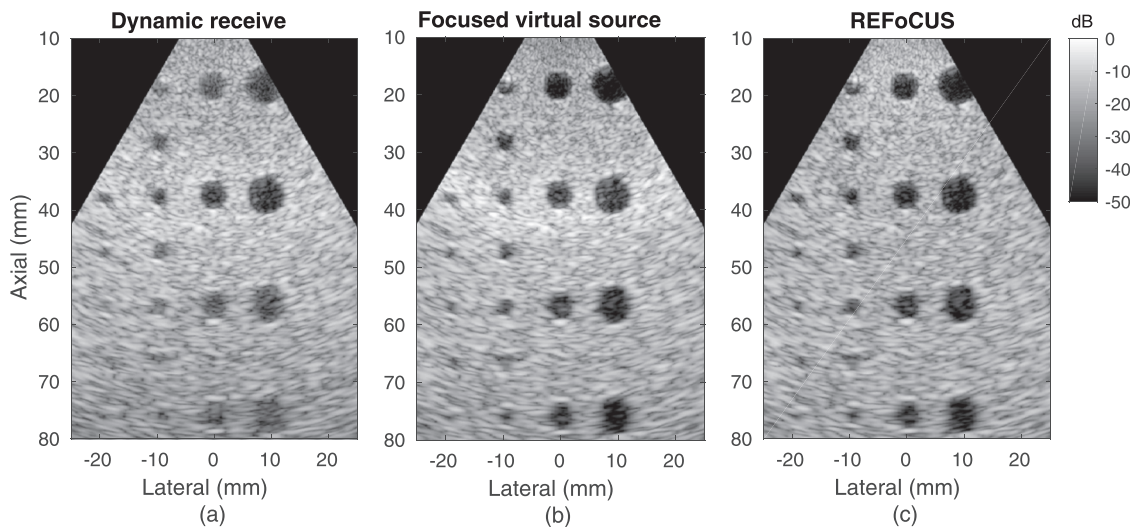 Dynamic receive
Focused virtual source
REFoCUS
dB
10
20
30
40
50
60
70
80
Axial (mm)
-20 -10 0 10 20
Lateral (mm)
(a)
10
20
30
40
50
60
70
80
-20 -10 0 10 20
Lateral (mm)
(b)
10
20
30
40
50
60
70
80
-20 -10 0 10 20
Lateral (mm)
(c)
0
-10
-20
-30
-40
-50